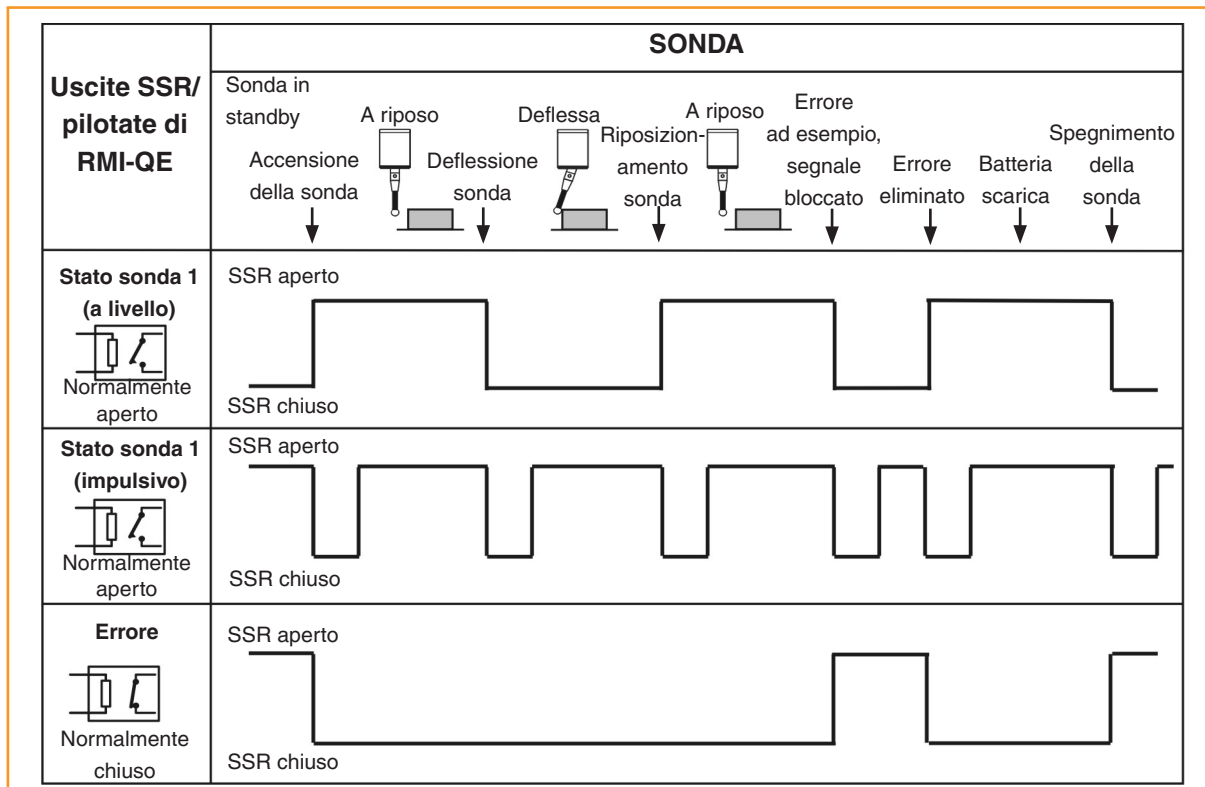 Uscite SSR/
pilotate di
RMI-QE
SONDA
Sonda in
standby
Accensione
della sonda
A riposo
Deflessione
sonda
Deflessa
Riposizion-
amento
sonda
A riposo
Errore
ad esempio,
segnale
bloccato
Errore
eliminato
Batteria
scarica
Spegnimento
della
sonda
Stato sonda 1
(a livello)
Normalmente
aperto
SSR aperto
SSR chiuso
Stato sonda 1
(impulsivo)
Normalmente
aperto
SSR aperto
SSR chiuso
Errore
Normalmente
chiuso
SSR aperto
SSR chiuso